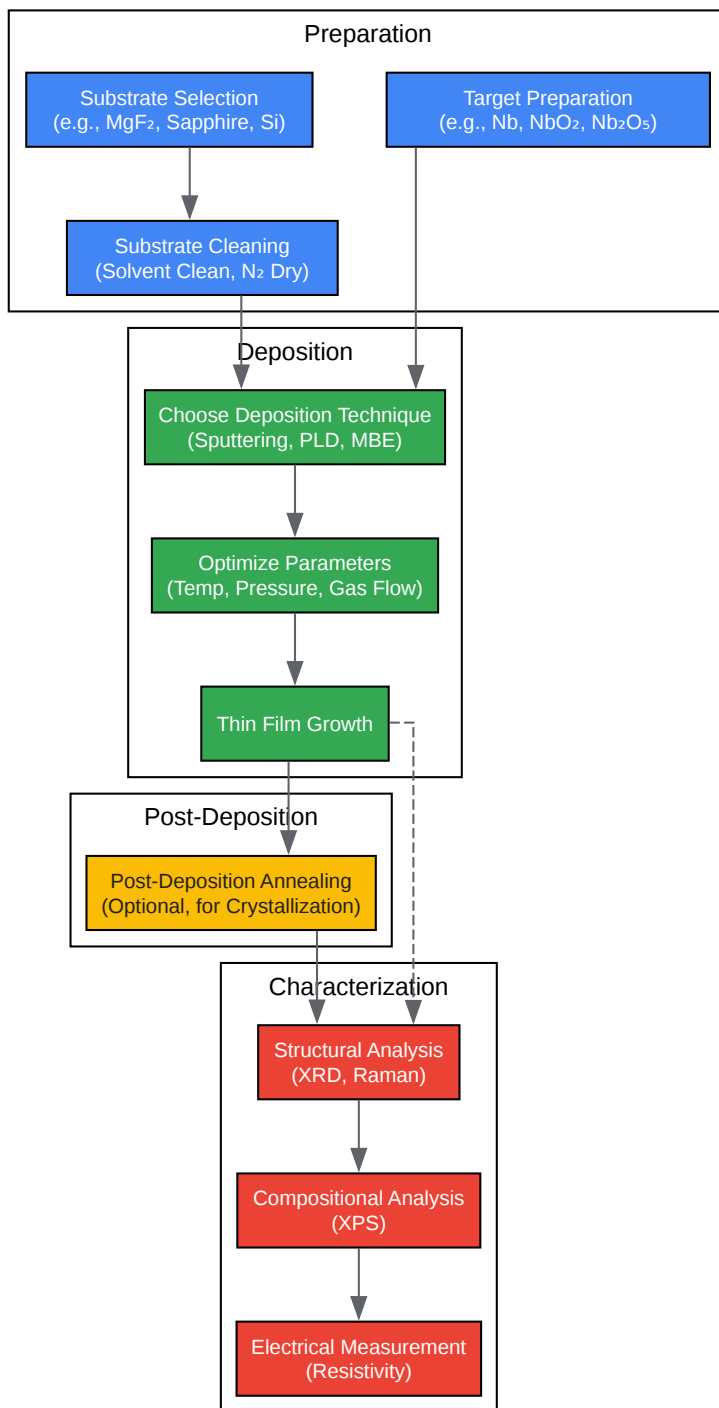 Preparation
Substrate Selection
(e.g., MgF₂, Sapphire, Si)
Target Preparation
(e.g., Nb, NbO₂, Nb₂O₅)
Substrate Cleaning
(Solvent Clean, N₂ Dry)
Deposition
Choose Deposition Technique
(Sputtering, PLD, MBE)
Optimize Parameters
(Temp, Pressure, Gas Flow)
Thin Film Growth
Post-Deposition
Post-Deposition Annealing
(Optional, for Crystallization)
Characterization
Structural Analysis
(XRD, Raman)
Compositional Analysis
(XPS)
Electrical Measurement
(Resistivity)